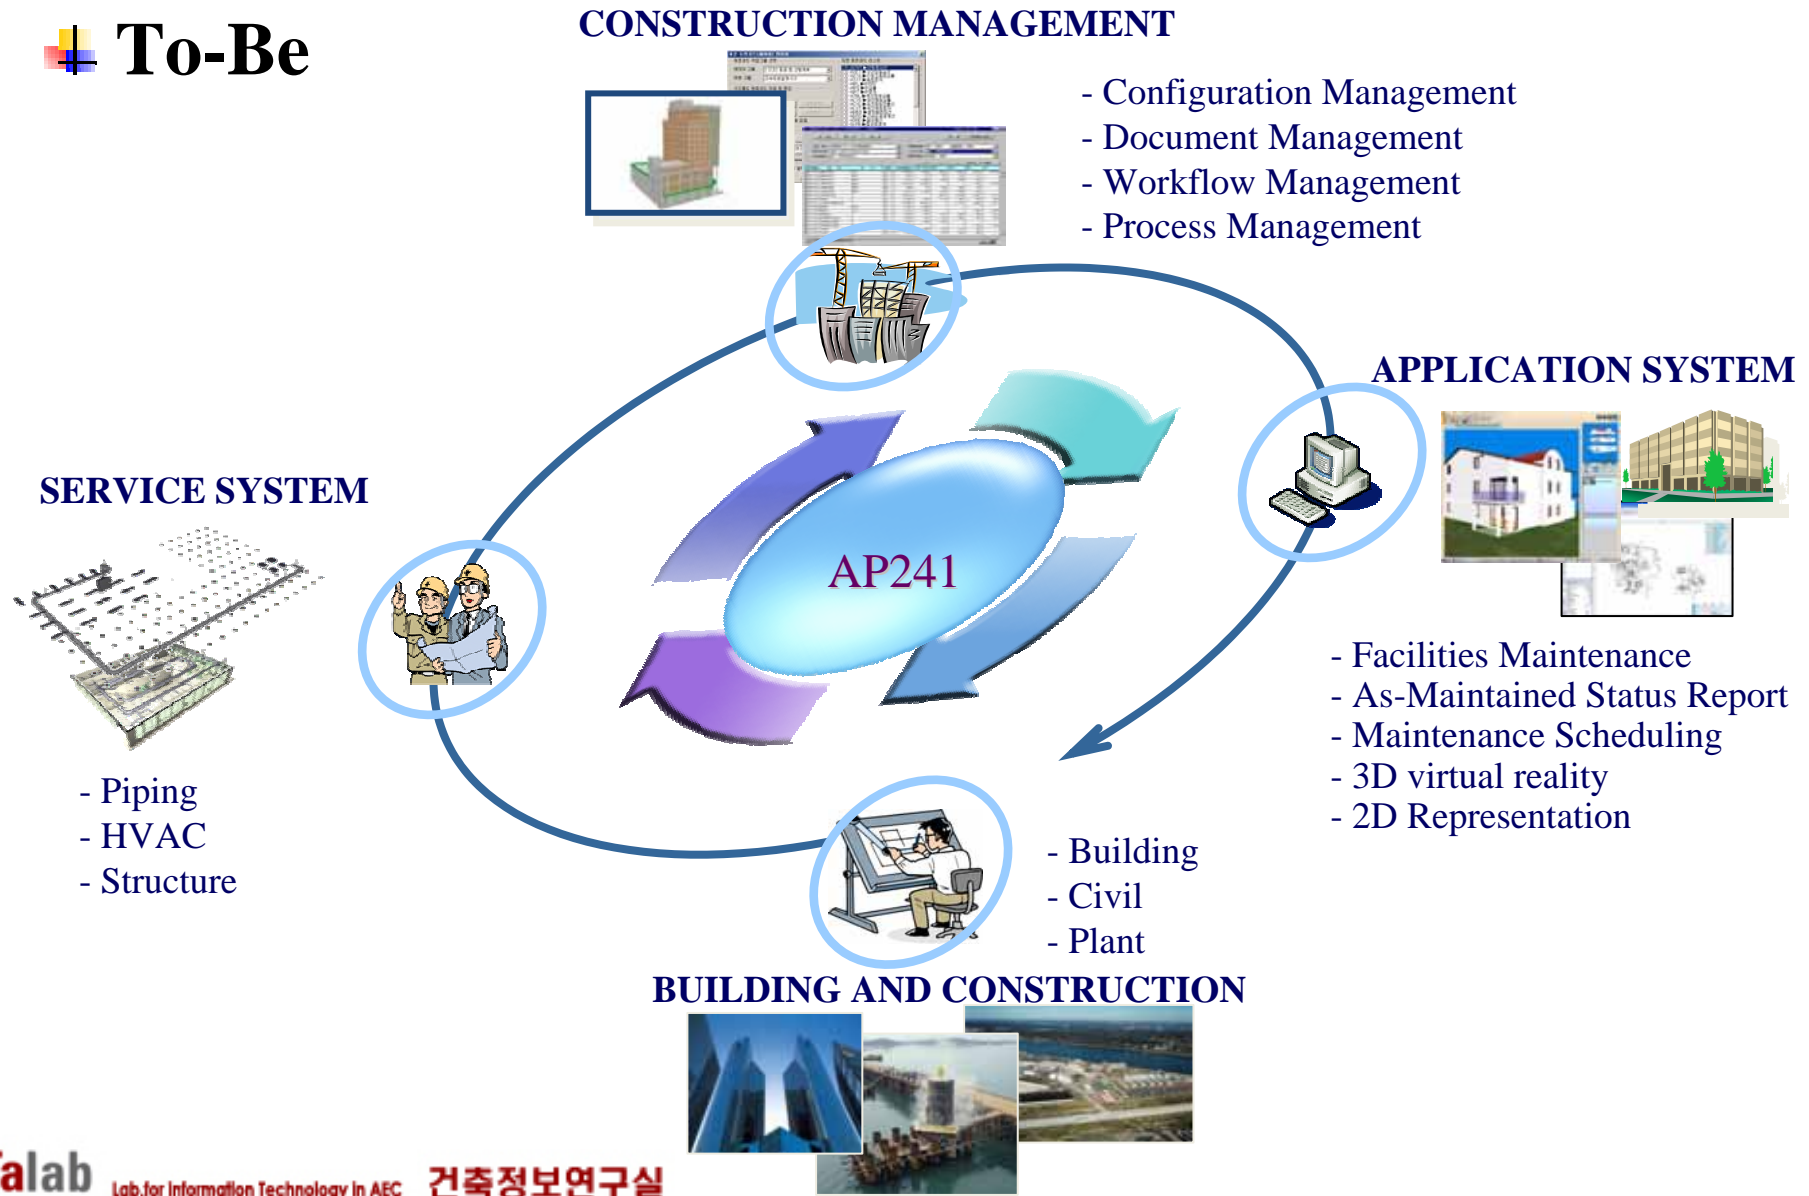 To-Be
CONSTRUCTION MANAGEMENT
- Configuration Management
- Document Management
- Workflow Management
- Process Management
APPLICATION SYSTEM
- Facilities Maintenance
- As-Maintained Status Report
- Maintenance Scheduling
- 3D virtual reality
- 2D Representation
SERVICE SYSTEM
- Piping
- HVAC
- Structure
AP241
- Building
- Civil
- Plant
BUILDING AND CONSTRUCTION
alab Lab.for Information Technology in AEC 건축정보연구실